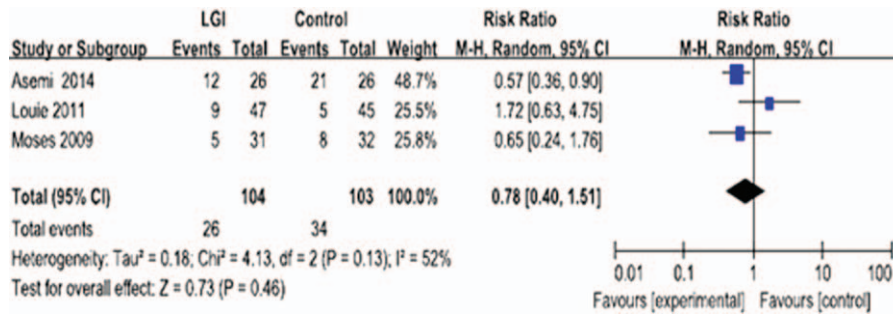 LGI Control Risk Ratio Risk Ratio
Study or Subgroup Events Total Events Total Weight M-H, Random, 95% CI M-H, Random, 95% CI
Asemi 2014 12 26 21 26 48.7% 0.57 [0.36, 0.90]
Louie 2011 9 47 5 45 25.5% 1.72 [0.63, 4.75]
Moses 2009 5 31 8 32 25.8% 0.65 [0.24, 1.76]
Total (95% CI) 104 103 100.0% 0.78 [0.40, 1.51]
Total events 26 34
Heterogeneity: Tau² = 0.18; Chi² = 4.13, df = 2 (P = 0.13); I² = 52%
Test for overall effect: Z = 0.73 (P = 0.46)
0.01 0.1 1 10 100
Favours [experimental] Favours [control]